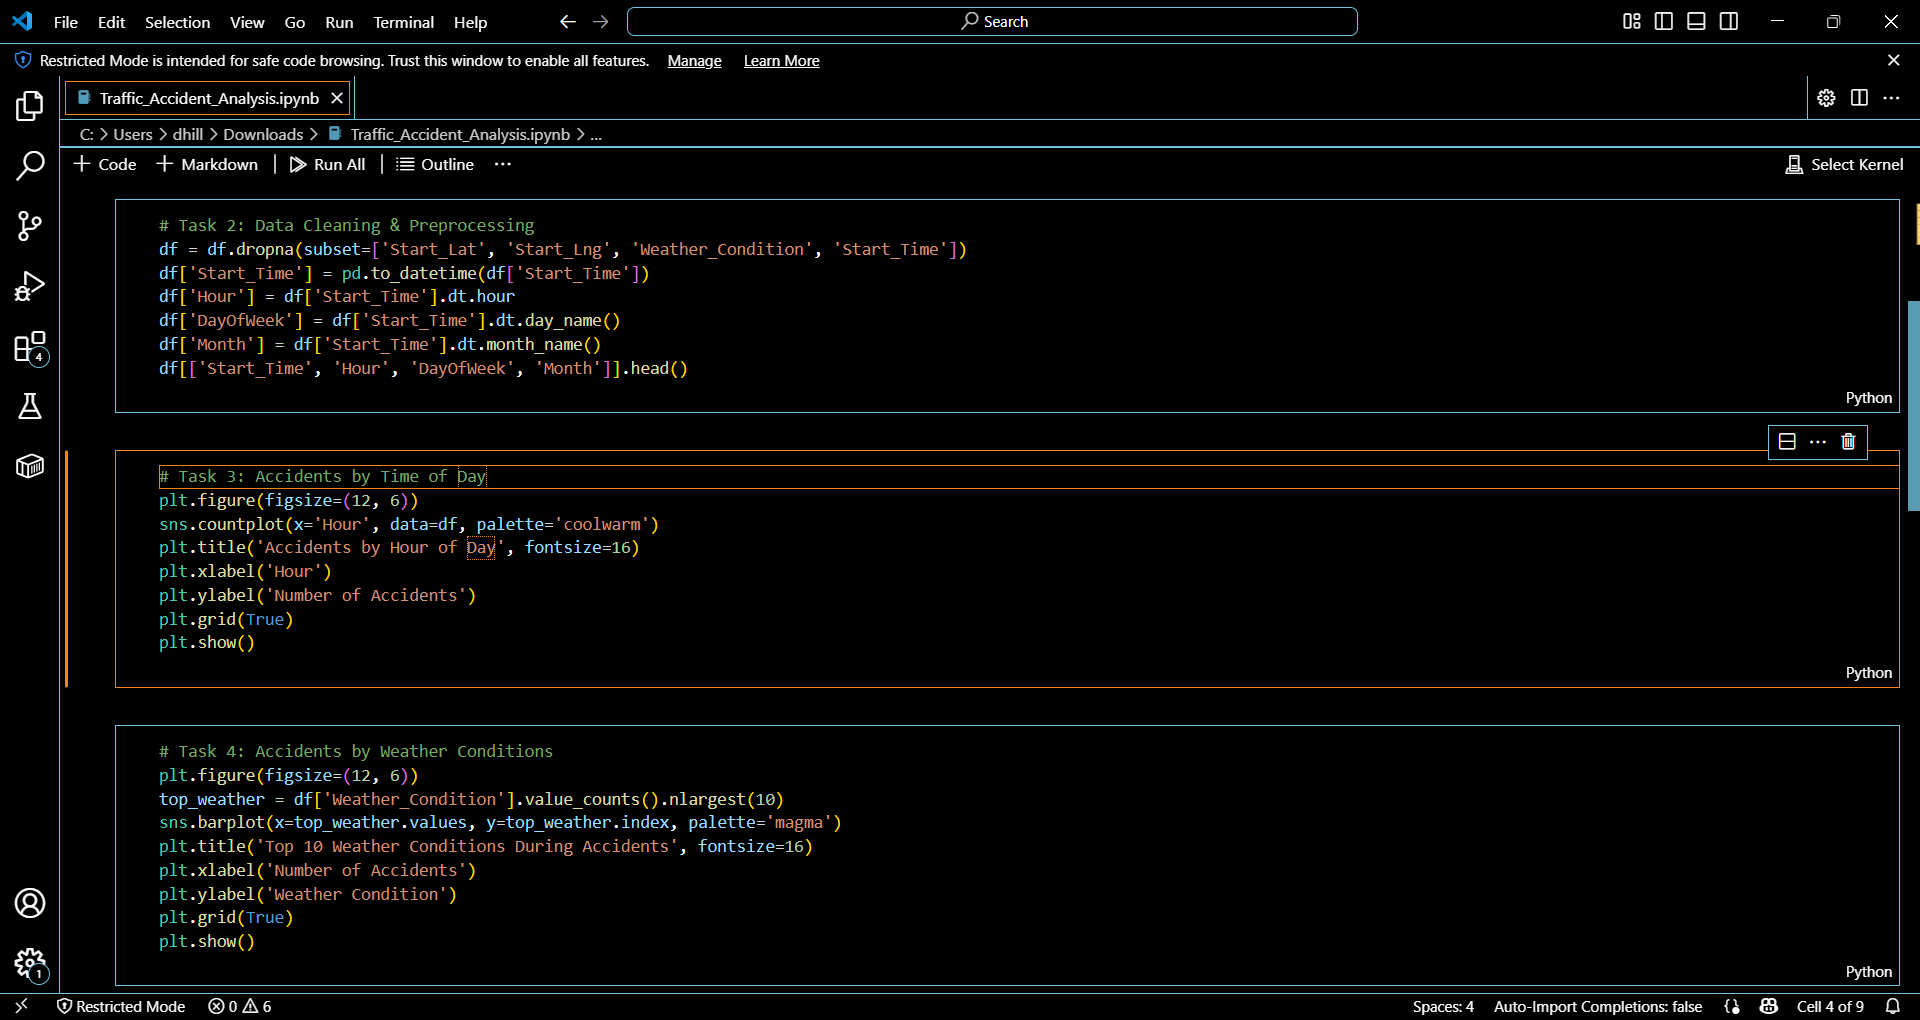 File Edit Selection View Go Run Terminal Help Search
Restricted Mode is intended for safe code browsing. Trust this window to enable all features. Manage Learn More
Traffic_Accident_Analysis.ipynb
C: > Users > dhill > Downloads > Traffic_Accident_Analysis.ipynb > ...
+ Code + Markdown | Run All | Outline ... Select Kernel
# Task 2: Data Cleaning & Preprocessing
df = df.dropna(subset=['Start_Lat', 'Start_Lng', 'Weather_Condition', 'Start_Time'])
df['Start_Time'] = pd.to_datetime(df['Start_Time'])
df['Hour'] = df['Start_Time'].dt.hour
df['DayOfWeek'] = df['Start_Time'].dt.day_name()
df['Month'] = df['Start_Time'].dt.month_name()
df[['Start_Time', 'Hour', 'DayOfWeek', 'Month']].head()
Python
# Task 3: Accidents by Time of Day
plt.figure(figsize=(12, 6))
sns.countplot(x='Hour', data=df, palette='coolwarm')
plt.title('Accidents by Hour of Day', fontsize=16)
plt.xlabel('Hour')
plt.ylabel('Number of Accidents')
plt.grid(True)
plt.show()
Python
# Task 4: Accidents by Weather Conditions
plt.figure(figsize=(12, 6))
top_weather = df['Weather_Condition'].value_counts().nlargest(10)
sns.barplot(x=top_weather.values, y=top_weather.index, palette='magma')
plt.title('Top 10 Weather Conditions During Accidents', fontsize=16)
plt.xlabel('Number of Accidents')
plt.ylabel('Weather Condition')
plt.grid(True)
plt.show()
Python
4
1
Restricted Mode 0 6 Spaces: 4 Auto-Import Completions: false Cell 4 of 9